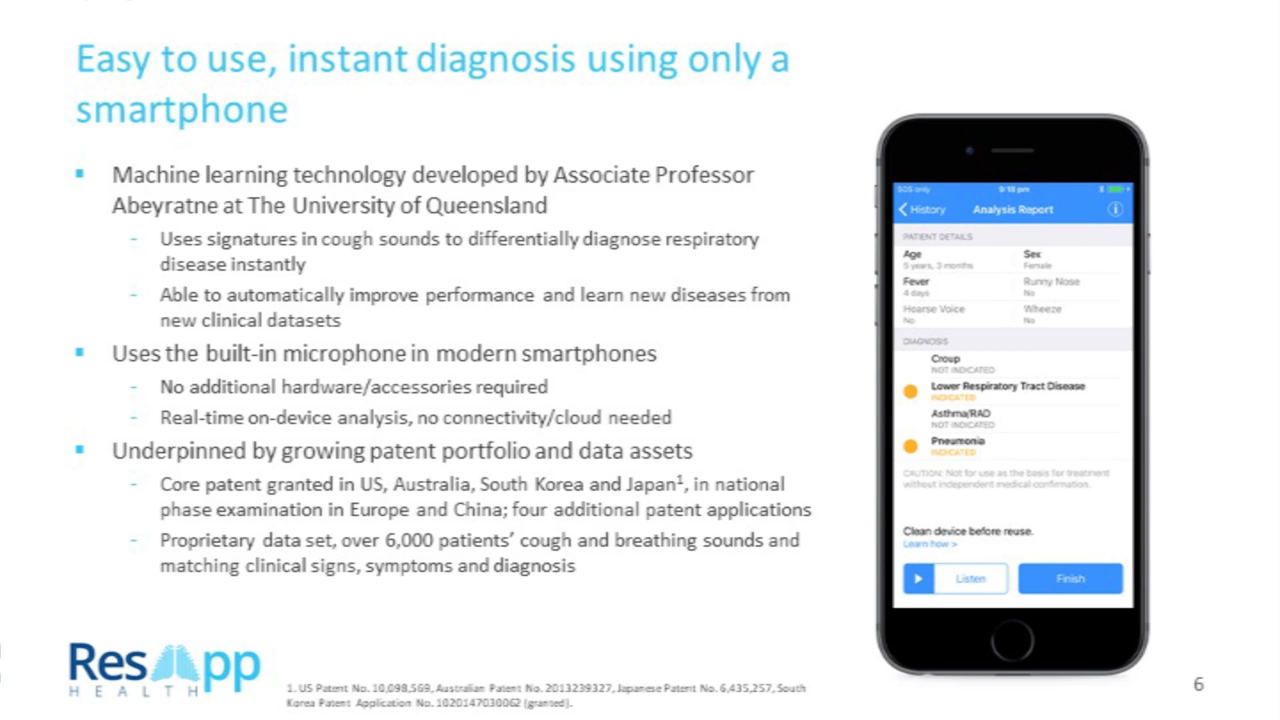 Easy to use, instant diagnosis using only a
smartphone
▪ Machine learning technology developed by Associate Professor
Abeyratne at The University of Queensland
- Uses signatures in cough sounds to differentially diagnose respiratory
disease instantly
- Able to automatically improve performance and learn new diseases from
new clinical datasets
▪ Uses the built-in microphone in modern smartphones
- No additional hardware/accessories required
- Real-time on-device analysis, no connectivity/cloud needed
▪ Underpinned by growing patent portfolio and data assets
- Core patent granted in US, Australia, South Korea and Japan¹, in national
phase examination in Europe and China; four additional patent applications
- Proprietary data set, over 6,000 patients' cough and breathing sounds and
matching clinical signs, symptoms and diagnosis
SOS only 9:18 pm
History Analysis Report
PATIENT DETAILS
Age Sex
5 years, 3 months Female
Fever Runny Nose
4 days No
Hoarse Voice Wheeze
No No
DIAGNOSIS
Croup
NOT INDICATED
Lower Respiratory Tract Disease
INDICATED
Asthma/RAD
NOT INDICATED
Pneumonia
INDICATED
CAUTION: Not for use as the basis for treatment
without independent medical confirmation.
Clean device before reuse.
Learn how >
Listen Finish
ResApp
HEALTH
1. US Patent No. 10,098,569, Australian Patent No. 2013239327, Japanese Patent No. 6,435,257, South
Korea Patent Application No. 1020147030062 (granted).
6